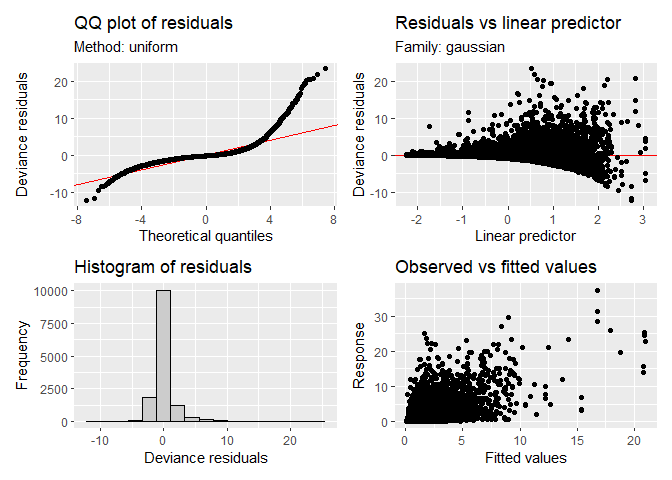 QQ plot of residuals
Method: uniform
Deviance residuals
20
10
0
-10
-8
-4
0
4
8
Theoretical quantiles
Residuals vs linear predictor
Family: gaussian
Deviance residuals
20
10
0
-10
-2
-1
0
1
2
3
Linear predictor
Histogram of residuals
Frequency
10000
7500
5000
2500
0
-10
0
10
20
Deviance residuals
Observed vs fitted values
Response
30
20
10
0
0
5
10
15
20
Fitted values